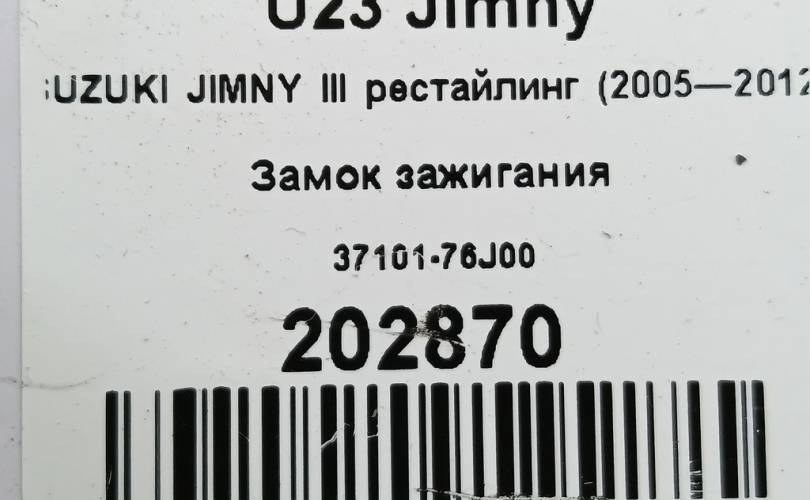 U23 Jimny
SUZUKI JIMNY III рестайлинг (2005—2012
Замок зажигания
37101-76J00
202870